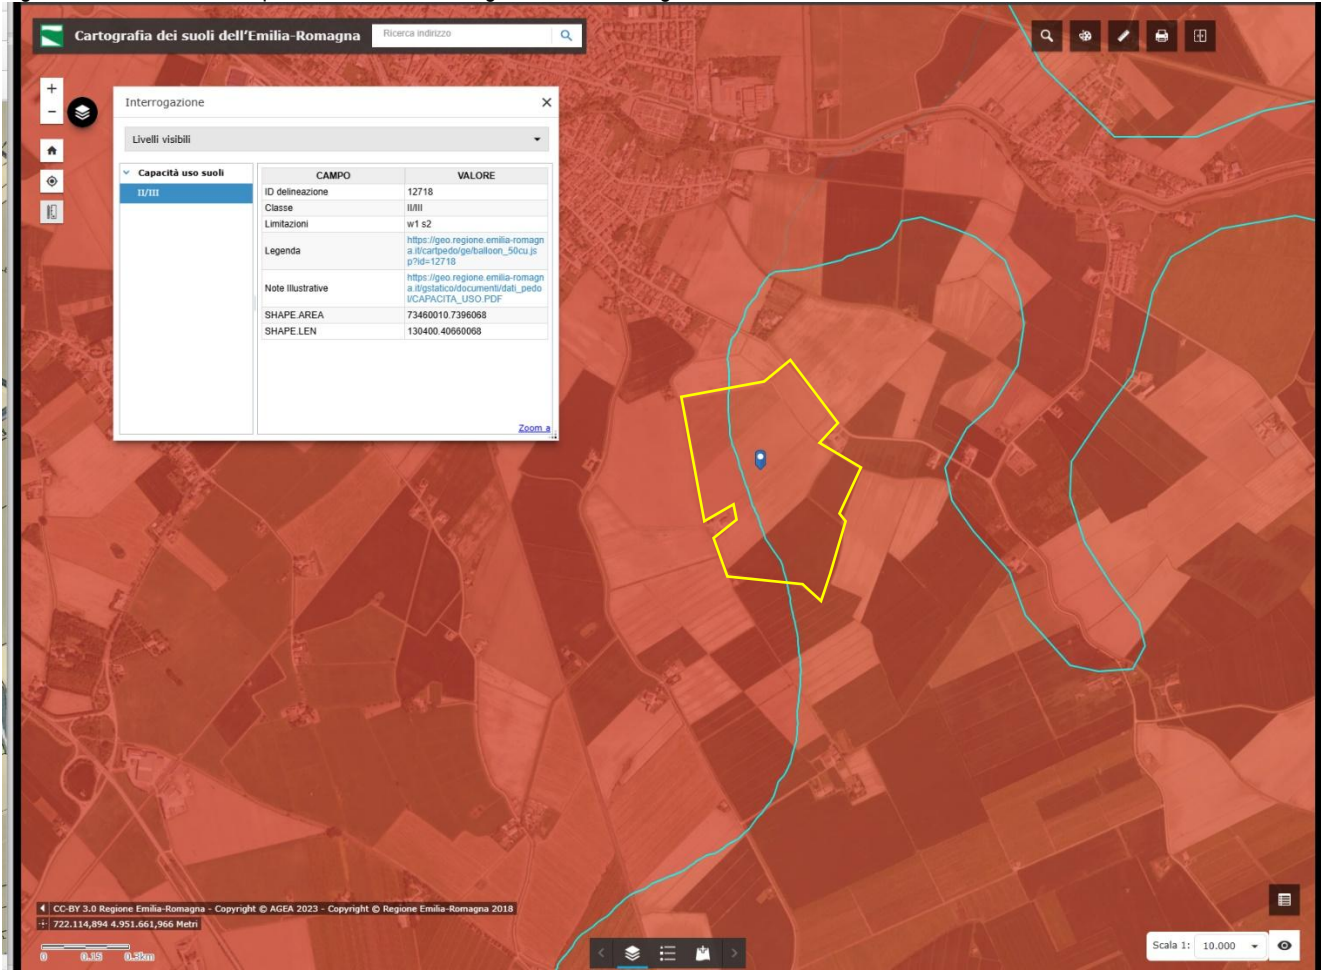 Cartografia dei suoli dell'Emilia-Romagna
Ricerca indirizzo
+
−
Interrogazione
Livelli visibili
Capacità uso suoli
II/III
CAMPO VALORE
ID delineazione 12718
Classe II/III
Limitazioni w1 s2
Legenda https://geo.regione.emilia-romagn
a.it/cartpedo/ge/balloon_50cu.js
p?id=12718
Note Illustrative https://geo.regione.emilia-romagn
a.it/gstatico/documenti/dati_pedo
l/CAPACITA_USO.PDF
SHAPE.AREA 73460010.7396068
SHAPE.LEN 130400.40660068
Zoom a
CC-BY 3.0 Regione Emilia-Romagna - Copyright © AGEA 2023 - Copyright © Regione Emilia-Romagna 2018
722.114,894 4.951.661,966 Metri
0 0.15 0.3km
Scala 1: 10.000